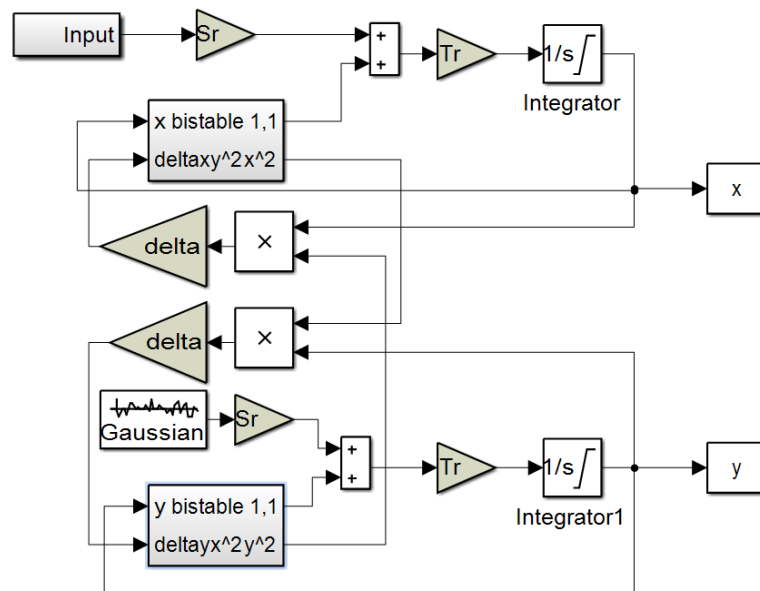 Input
Sr
+
+
Tr
1/s
Integrator
x bistable 1,1
deltaxy^2x^2
x
delta
×
delta
×
Gaussian
Sr
+
+
Tr
1/s
Integrator1
y
y bistable 1,1
deltayx^2y^2